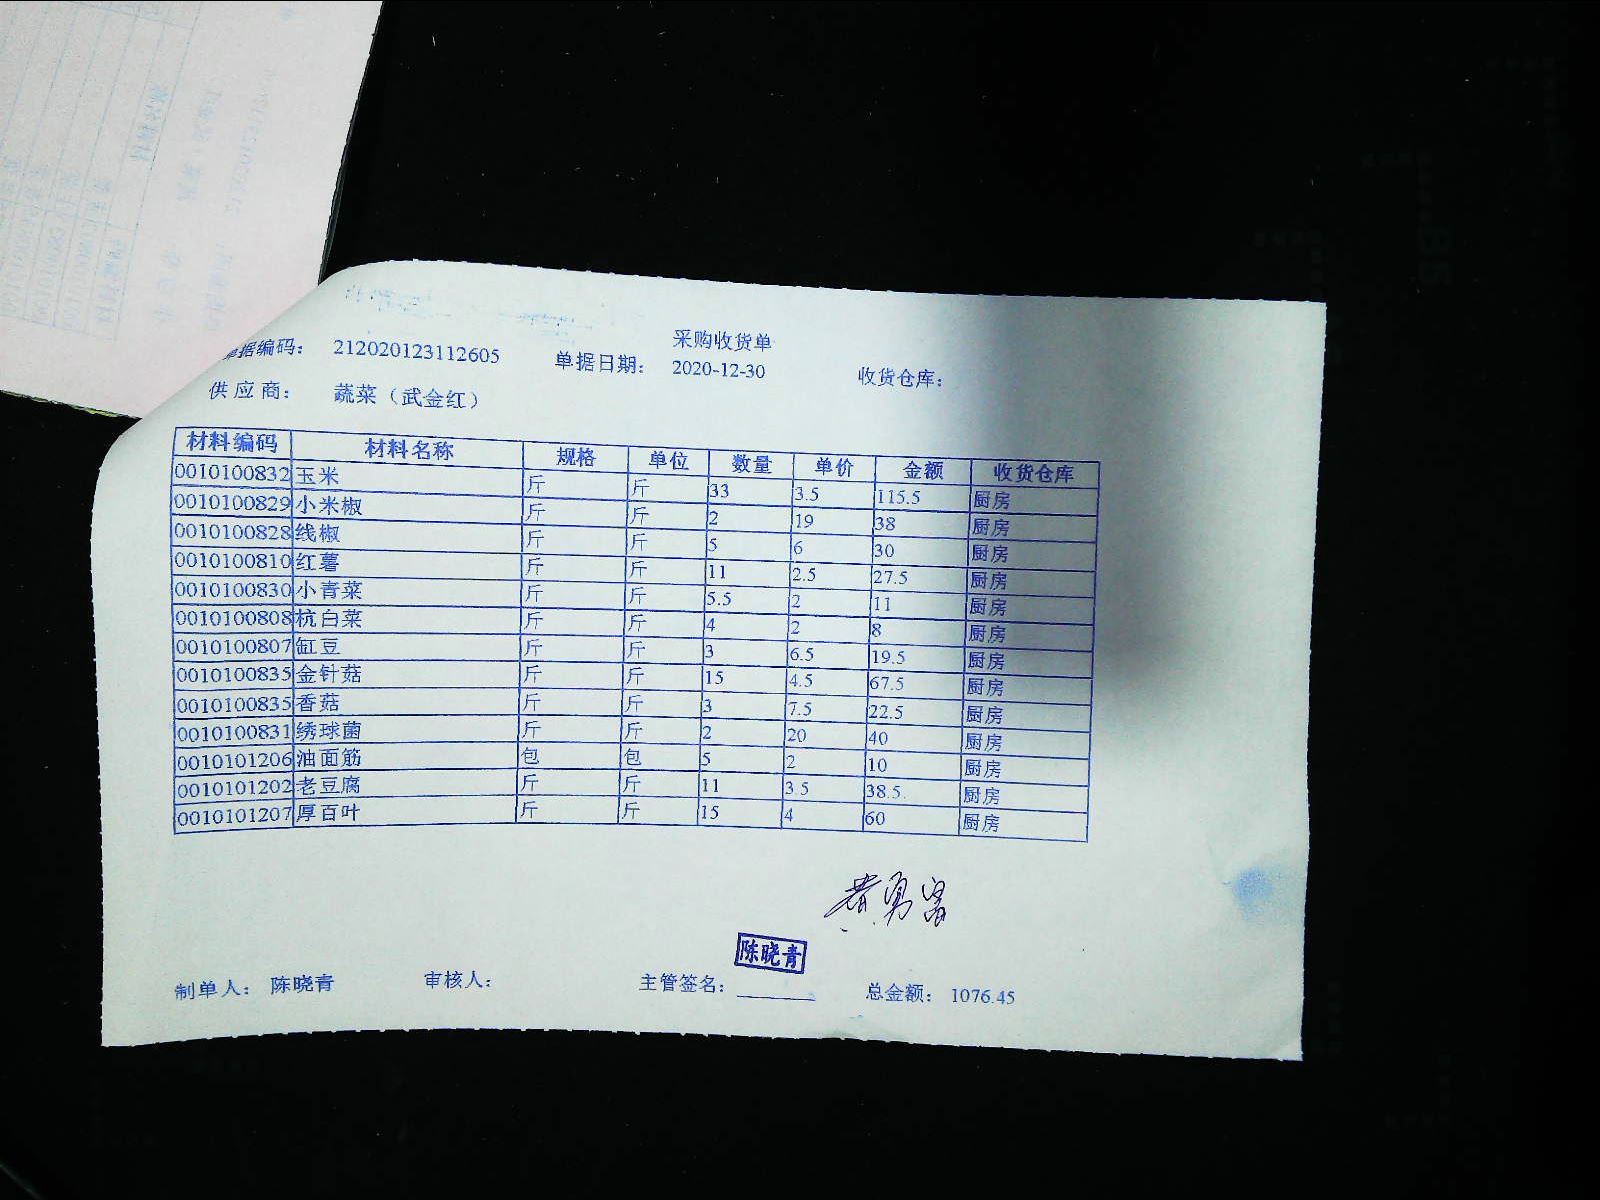 采购收货单
单据编码： 212020123112605 单据日期： 2020-12-30 收货仓库：
供应商： 蔬菜（武金红）
材料编码 材料名称 规格 单位 数量 单价 金额 收货仓库
0010100832 玉米 斤 斤 33 3.5 115.5 厨房
0010100829 小米椒 斤 斤 2 19 38 厨房
0010100828 线椒 斤 斤 5 6 30 厨房
0010100810 红薯 斤 斤 11 2.5 27.5 厨房
0010100830 小青菜 斤 斤 5.5 2 11 厨房
0010100808 杭白菜 斤 斤 4 2 8 厨房
0010100807 缸豆 斤 斤 3 6.5 19.5 厨房
0010100835 金针菇 斤 斤 15 4.5 67.5 厨房
0010100835 香菇 斤 斤 3 7.5 22.5 厨房
0010100831 绣球菌 斤 斤 2 20 40 厨房
0010101206 油面筋 包 包 5 2 10 厨房
0010101202 老豆腐 斤 斤 11 3.5 38.5 厨房
0010101207 厚百叶 斤 斤 15 4 60 厨房
陈晓青
制单人： 陈晓青 审核人： 主管签名： 总金额： 1076.45